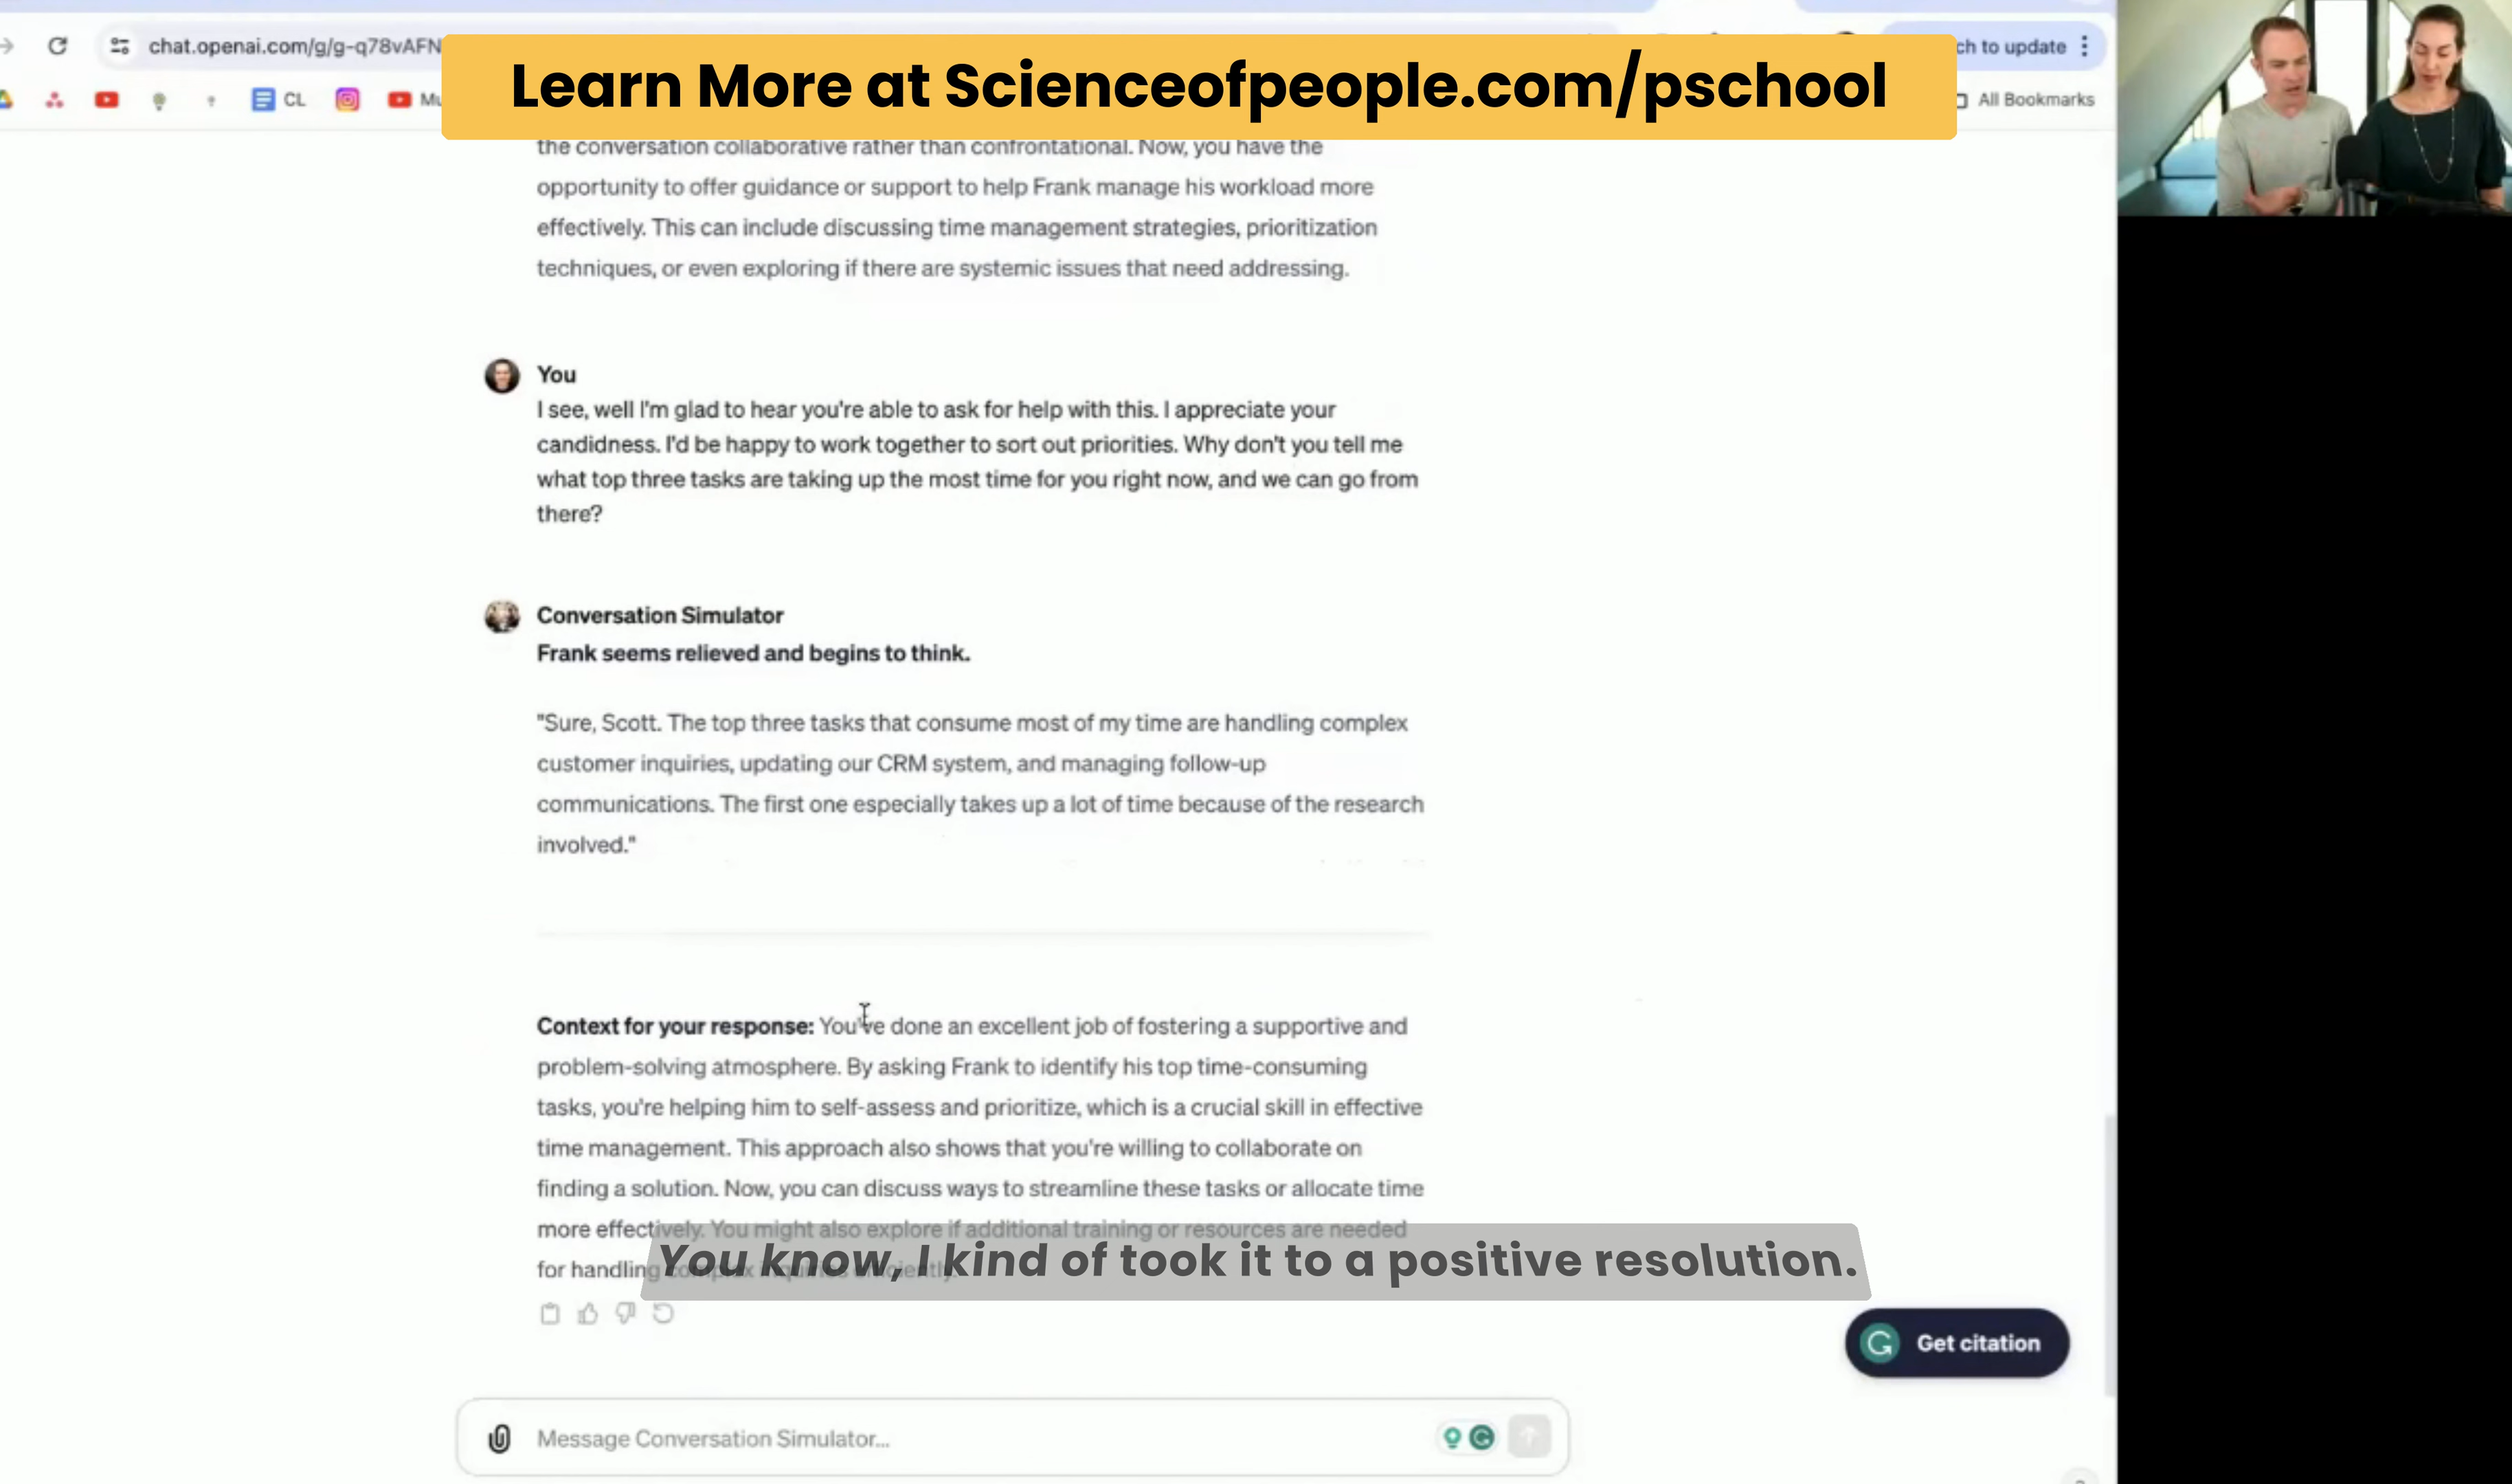 chat.openai.com/g/g-q78vAFN
ch to update
Learn More at Scienceofpeople.com/pschool
CL
All Bookmarks
the conversation collaborative rather than confrontational. Now, you have the
opportunity to offer guidance or support to help Frank manage his workload more
effectively. This can include discussing time management strategies, prioritization
techniques, or even exploring if there are systemic issues that need addressing.
You
I see, well I'm glad to hear you're able to ask for help with this. I appreciate your
candidness. I'd be happy to work together to sort out priorities. Why don't you tell me
what top three tasks are taking up the most time for you right now, and we can go from
there?
Conversation Simulator
Frank seems relieved and begins to think.
"Sure, Scott. The top three tasks that consume most of my time are handling complex
customer inquiries, updating our CRM system, and managing follow-up
communications. The first one especially takes up a lot of time because of the research
involved."
Context for your response: You've done an excellent job of fostering a supportive and
problem-solving atmosphere. By asking Frank to identify his top time-consuming
tasks, you're helping him to self-assess and prioritize, which is a crucial skill in effective
time management. This approach also shows that you're willing to collaborate on
finding a solution. Now, you can discuss ways to streamline these tasks or allocate time
more effectively. You might also explore if additional training or resources are needed
for handling complex inquiries efficiently.
You know, I kind of took it to a positive resolution.
Get citation
Message Conversation Simulator...